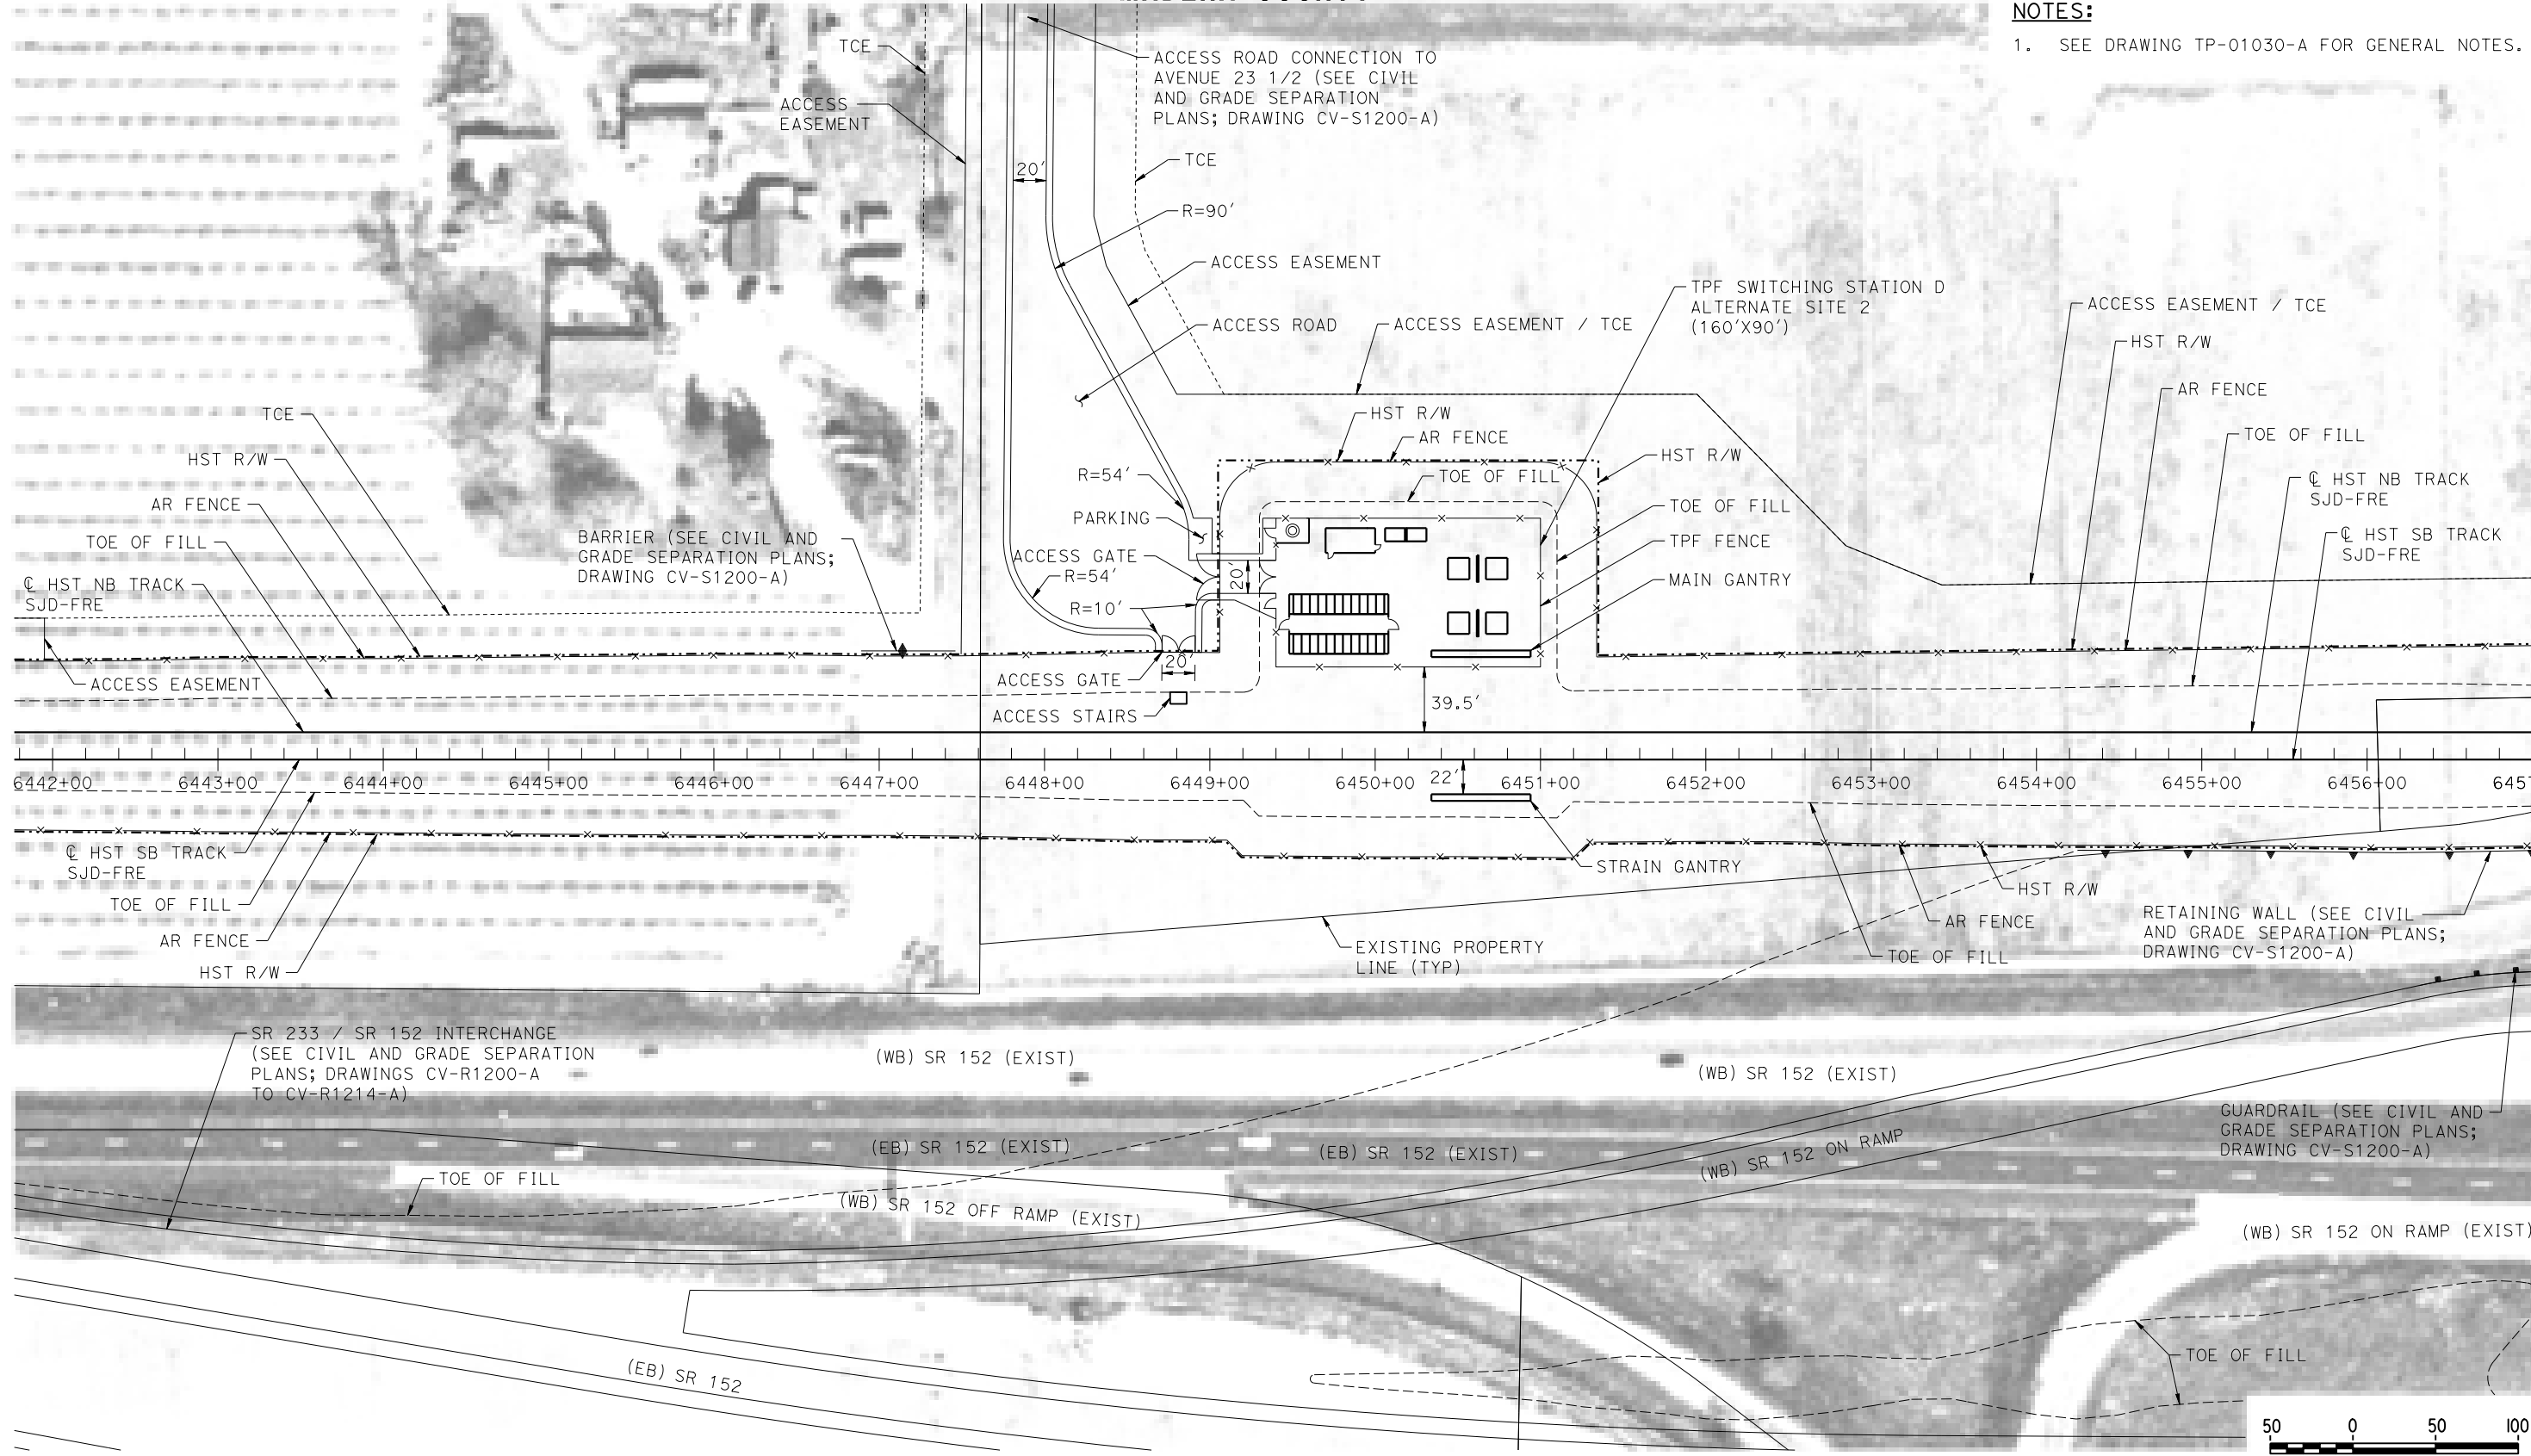 NOTES:
1. SEE DRAWING TP-01030-A FOR GENERAL NOTES.
TCE
ACCESS
EASEMENT
ACCESS ROAD CONNECTION TO
AVENUE 23 1/2 (SEE CIVIL
AND GRADE SEPARATION
PLANS; DRAWING CV-S1200-A)
TCE
20'
R=90'
ACCESS EASEMENT
ACCESS ROAD
ACCESS EASEMENT / TCE
TPF SWITCHING STATION D
ALTERNATE SITE 2
(160'X90')
ACCESS EASEMENT / TCE
HST R/W
AR FENCE
TOE OF FILL
℄ HST NB TRACK
SJD-FRE
℄ HST SB TRACK
SJD-FRE
TCE
HST R/W
AR FENCE
TOE OF FILL
℄ HST NB TRACK
SJD-FRE
ACCESS EASEMENT
BARRIER (SEE CIVIL AND
GRADE SEPARATION PLANS;
DRAWING CV-S1200-A)
HST R/W
AR FENCE
TOE OF FILL
HST R/W
TOE OF FILL
TPF FENCE
MAIN GANTRY
R=54'
PARKING
ACCESS GATE
R=54'
R=10'
20'
20'
ACCESS GATE
ACCESS STAIRS
39.5'
6442+00
6443+00
6444+00
6445+00
6446+00
6447+00
6448+00
6449+00
6450+00
22'
6451+00
6452+00
6453+00
6454+00
6455+00
6456+00
645
℄ HST SB TRACK
SJD-FRE
TOE OF FILL
AR FENCE
HST R/W
STRAIN GANTRY
EXISTING PROPERTY
LINE (TYP)
HST R/W
AR FENCE
TOE OF FILL
RETAINING WALL (SEE CIVIL
AND GRADE SEPARATION PLANS;
DRAWING CV-S1200-A)
SR 233 / SR 152 INTERCHANGE
(SEE CIVIL AND GRADE SEPARATION
PLANS; DRAWINGS CV-R1200-A
TO CV-R1214-A)
(WB) SR 152 (EXIST)
(WB) SR 152 (EXIST)
(EB) SR 152 (EXIST)
(EB) SR 152 (EXIST)
(WB) SR 152 ON RAMP
GUARDRAIL (SEE CIVIL AND
GRADE SEPARATION PLANS;
DRAWING CV-S1200-A)
TOE OF FILL
(WB) SR 152 OFF RAMP (EXIST)
(WB) SR 152 ON RAMP (EXIST)
TOE OF FILL
(EB) SR 152
50 0 50 100